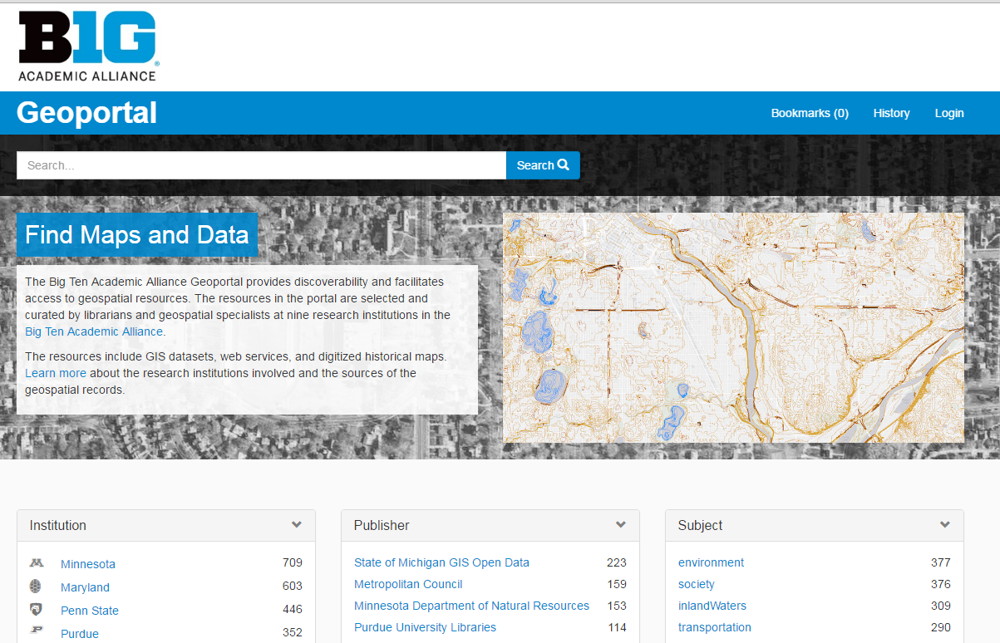 B1G
ACADEMIC ALLIANCE
Geoportal
Bookmarks (0) History Login
Search... Search
Find Maps and Data
The Big Ten Academic Alliance Geoportal provides discoverability and facilitates
access to geospatial resources. The resources in the portal are selected and
curated by librarians and geospatial specialists at nine research institutions in the
Big Ten Academic Alliance.
The resources include GIS datasets, web services, and digitized historical maps.
Learn more about the research institutions involved and the sources of the
geospatial records.
Institution
Minnesota 709
Maryland 603
Penn State 446
Purdue 352
Publisher
State of Michigan GIS Open Data 223
Metropolitan Council 159
Minnesota Department of Natural Resources 153
Purdue University Libraries 114
Subject
environment 377
society 376
inlandWaters 309
transportation 290